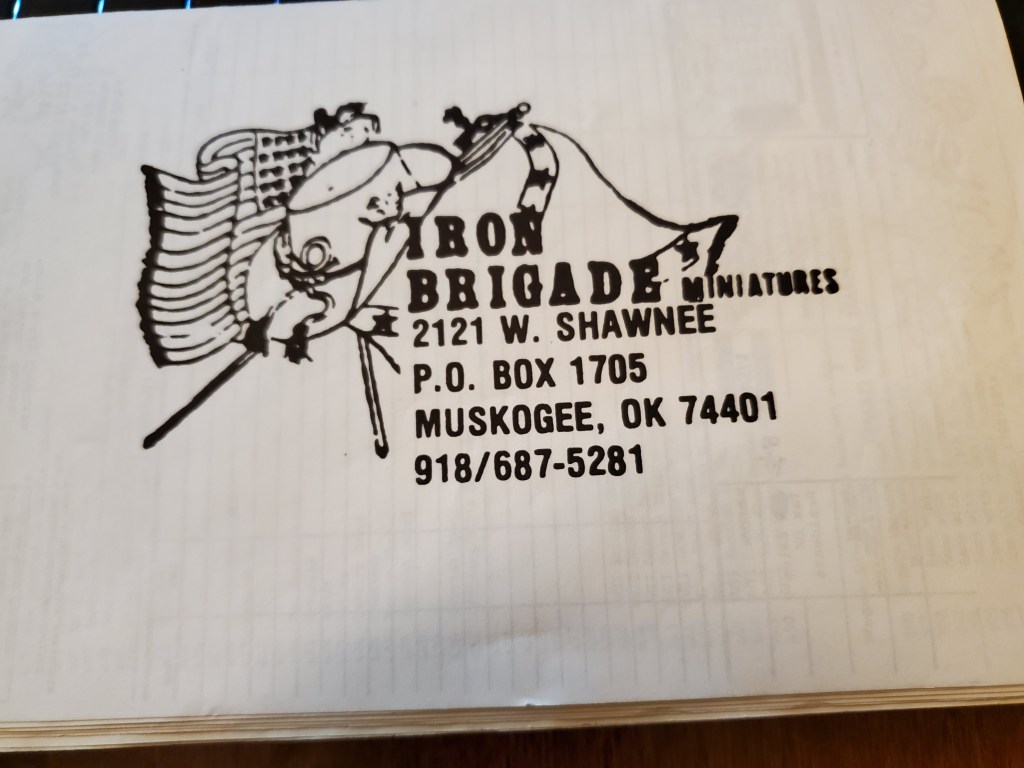 IRON
BRIGADE MINIATURES
2121 W. SHAWNEE
P.O. BOX 1705
MUSKOGEE, OK 74401
918/687-5281